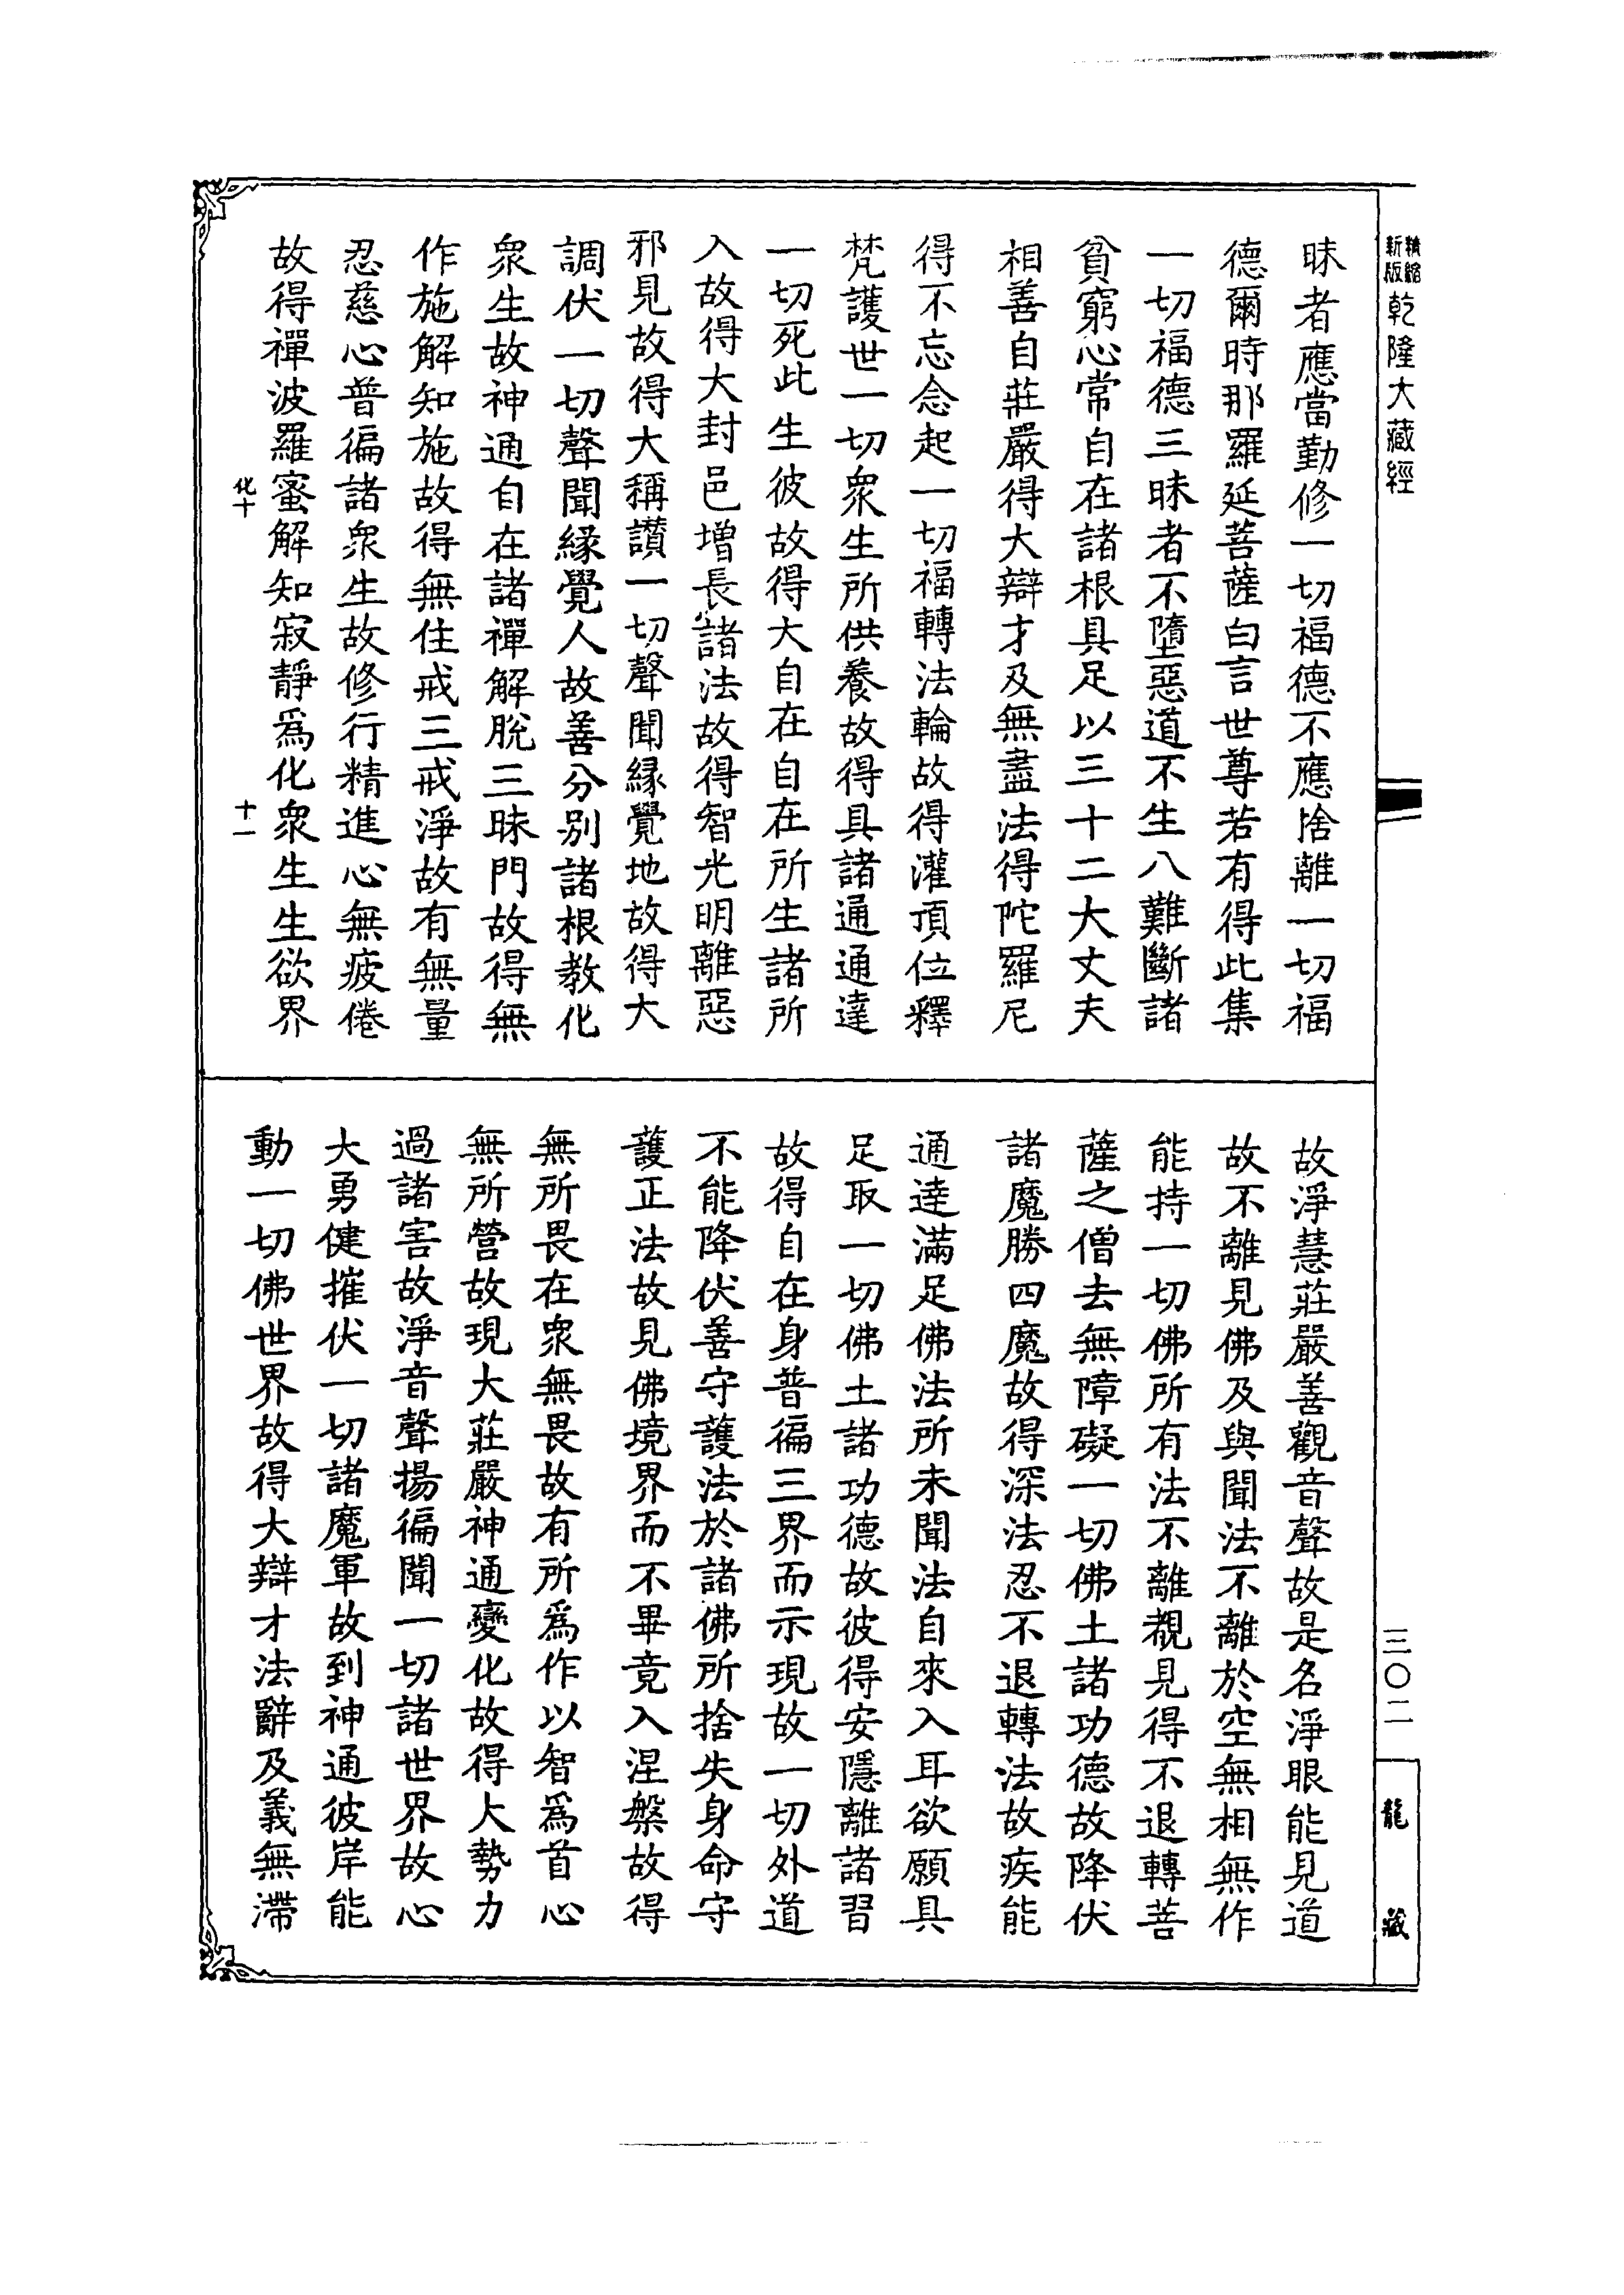 精縮新版乾隆大藏經
三〇二
龍藏
昧者應當勤修一切福德不應捨離一切福
德爾時那羅延菩薩白言世尊若有得此集
一切福德三昧者不墮惡道不生八難斷諸
貧窮心常自在諸根具足以三十二大丈夫
相善自莊嚴得大辯才及無盡法得陀羅尼
得不忘念起一切福轉法輪故得灌頂位釋
梵護世一切衆生所供養故得具諸通通達
一切死此生彼故得大自在自在所生諸所
入故得大封邑增長諸法故得智光明離惡
邪見故得大稱讚一切聲聞緣覺地故得大
調伏一切聲聞緣覺人故善分别諸根教化
衆生故神通自在諸禪解脫三昧門故得無
作施解知施故得無住戒三戒淨故有無量
忍慈心普徧諸衆生故修行精進心無疲倦
故得禪波羅蜜解知寂靜爲化衆生生欲界
化十
十一
故淨慧莊嚴善觀音聲故是名淨眼能見道
故不離見佛及與聞法不離於空無相無作
能持一切佛所有法不離覩見得不退轉菩
薩之僧去無障礙一切佛土諸功德故降伏
諸魔勝四魔故得深法忍不退轉法故疾能
通達滿足佛法所未聞法自來入耳欲願具
足取一切佛土諸功德故彼得安隱離諸習
故得自在身普徧三界而示現故一切外道
不能降伏善守護法於諸佛所捨失身命守
護正法故見佛境界而不畢竟入涅槃故得
無所畏在衆無畏故有所爲作以智爲首心
無所營故現大莊嚴神通變化故得大勢力
過諸害故淨音聲揚徧聞一切諸世界故心
大勇健摧伏一切諸魔軍故到神通彼岸能
動一切佛世界故得大辯才法辭及義無滯